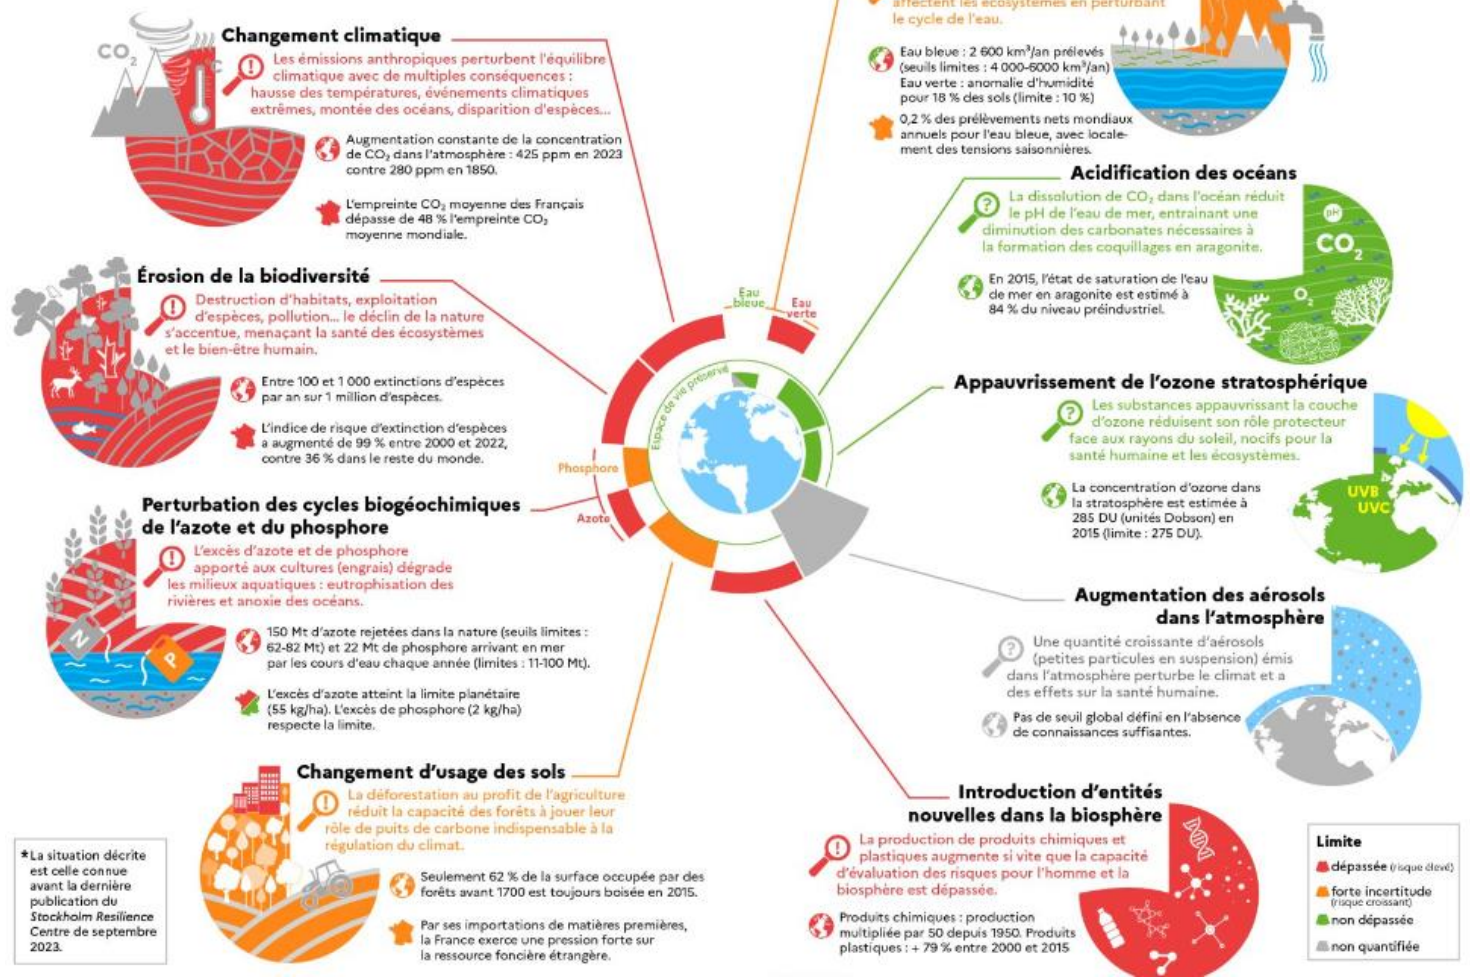 affectent les écosystèmes en perturbant
le cycle de l'eau.
Eau bleue : 2 600 km³/an prélevés
(seuils limites : 4 000-6000 km³/an)
Eau verte : anomalie d'humidité
pour 18 % des sols (limite : 10 %)
0,2 % des prélèvements nets mondiaux
annuels pour l'eau bleue, avec locale-
ment des tensions saisonnières.
Changement climatique
CO₂
°C
Les émissions anthropiques perturbent l'équilibre
climatique avec de multiples conséquences :
hausse des températures, événements climatiques
extrêmes, montée des océans, disparition d'espèces...
Augmentation constante de la concentration
de CO₂ dans l'atmosphère : 425 ppm en 2023
contre 280 ppm en 1850.
L'empreinte CO₂ moyenne des Français
dépasse de 48 % l'empreinte CO₂
moyenne mondiale.
Acidification des océans
La dissolution de CO₂ dans l'océan réduit
le pH de l'eau de mer, entrainant une
diminution des carbonates nécessaires à
la formation des coquillages en aragonite.
En 2015, l'état de saturation de l'eau
de mer en aragonite est estimé à
84 % du niveau préindustriel.
pH
CO₂
O₂
Érosion de la biodiversité
Destruction d'habitats, exploitation
d'espèces, pollution... le déclin de la nature
s'accentue, menaçant la santé des écosystèmes
et le bien-être humain.
Entre 100 et 1 000 extinctions d'espèces
par an sur 1 million d'espèces.
L'indice de risque d'extinction d'espèces
a augmenté de 99 % entre 2000 et 2022,
contre 36 % dans le reste du monde.
Eau
bleue
Eau
verte
Espace de vie préservé
Phosphore
Azote
Appauvrissement de l'ozone stratosphérique
Les substances appauvrissant la couche
d'ozone réduisent son rôle protecteur
face aux rayons du soleil, nocifs pour la
santé humaine et les écosystèmes.
La concentration d'ozone dans
la stratosphère est estimée à
285 DU (unités Dobson) en
2015 (limite : 275 DU).
UVB
UVC
Perturbation des cycles biogéochimiques
de l'azote et du phosphore
L'excès d'azote et de phosphore
apporté aux cultures (engrais) dégrade
les milieux aquatiques : eutrophisation des
rivières et anoxie des océans.
150 Mt d'azote rejetées dans la nature (seuils limites :
62-82 Mt) et 22 Mt de phosphore arrivant en mer
par les cours d'eau chaque année (limites : 11-100 Mt).
L'excès d'azote atteint la limite planétaire
(55 kg/ha). L'excès de phosphore (2 kg/ha)
respecte la limite.
N
P
Augmentation des aérosols
dans l'atmosphère
Une quantité croissante d'aérosols
(petites particules en suspension) émis
dans l'atmosphère perturbe le climat et a
des effets sur la santé humaine.
Pas de seuil global défini en l'absence
de connaissances suffisantes.
Changement d'usage des sols
La déforestation au profit de l'agriculture
réduit la capacité des forêts à jouer leur
rôle de puits de carbone indispensable à la
régulation du climat.
Seulement 62 % de la surface occupée par des
forêts avant 1700 est toujours boisée en 2015.
Par ses importations de matières premières,
la France exerce une pression forte sur
la ressource foncière étrangère.
Introduction d'entités
nouvelles dans la biosphère
La production de produits chimiques et
plastiques augmente si vite que la capacité
d'évaluation des risques pour l'homme et la
biosphère est dépassée.
Produits chimiques : production
multipliée par 50 depuis 1950. Produits
plastiques : + 79 % entre 2000 et 2015
*La situation décrite
est celle connue
avant la dernière
publication du
Stockholm Resilience
Centre de septembre
2023.
Limite
dépassée (risque élevé)
forte incertitude
(risque croissant)
non dépassée
non quantifiée